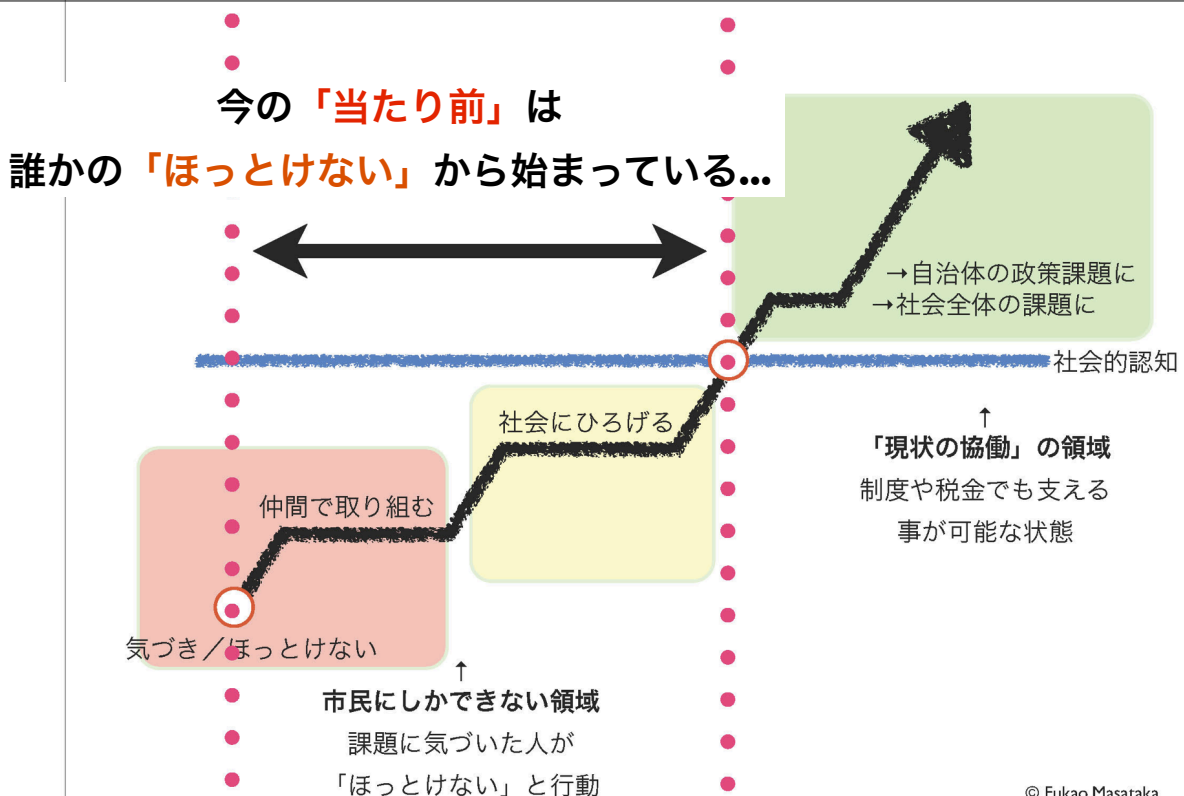 今の「当たり前」は
誰かの「ほっとけない」から始まっている...
→自治体の政策課題に
→社会全体の課題に
社会的認知
社会にひろげる
↑
「現状の協働」の領域
制度や税金でも支える
事が可能な状態
仲間で取り組む
気づき/ほっとけない
↑
市民にしかできない領域
課題に気づいた人が
「ほっとけない」と行動
© Fukao Masataka